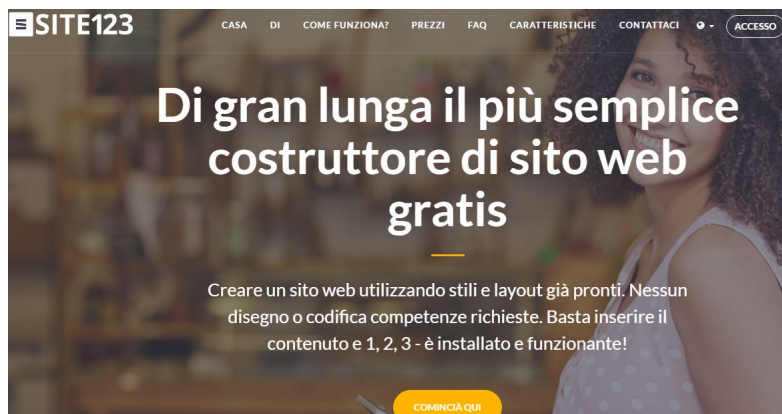 SITE123
CASA DI COME FUNZIONA? PREZZI FAQ CARATTERISTICHE CONTATTACI ACCESSO
Di gran lunga il più semplice
costruttore di sito web
gratis
Creare un sito web utilizzando stili e layout già pronti. Nessun
disegno o codifica competenze richieste. Basta inserire il
contenuto e 1, 2, 3 - è installato e funzionante!
COMINCIÀ QUI